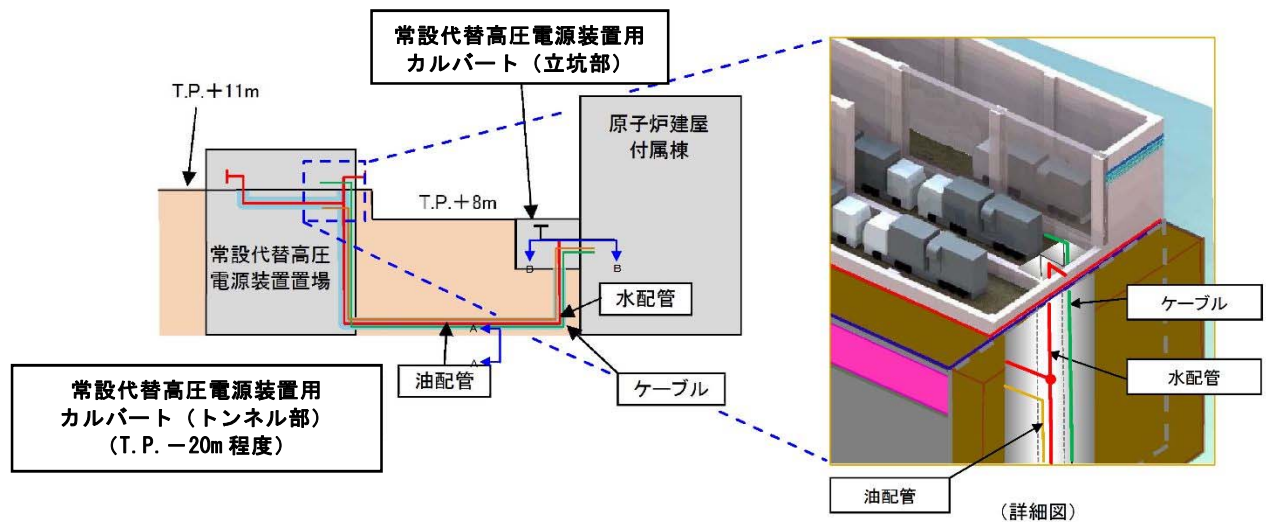 常設代替高圧電源装置用
カルバート（立坑部）
T.P.＋11m
原子炉建屋
付属棟
T.P.＋8m
常設代替高圧
電源装置置場
B
B
水配管
A
A
油配管
ケーブル
常設代替高圧電源装置用
カルバート（トンネル部）
（T.P.－20m 程度）
ケーブル
水配管
油配管
（詳細図）